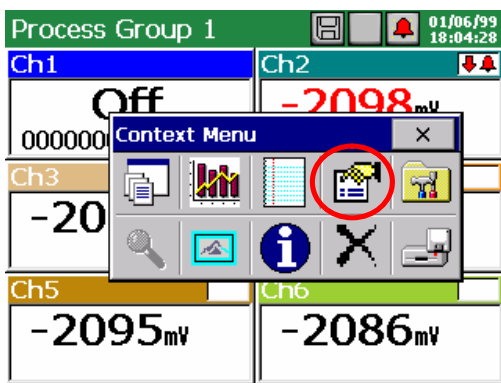 Process Group 1
01/06/99
18:04:28
Ch1
Ch2
Off
-2098mV
Context Menu
Ch3
-20
Ch5
Ch6
-2095mV
-2086mV